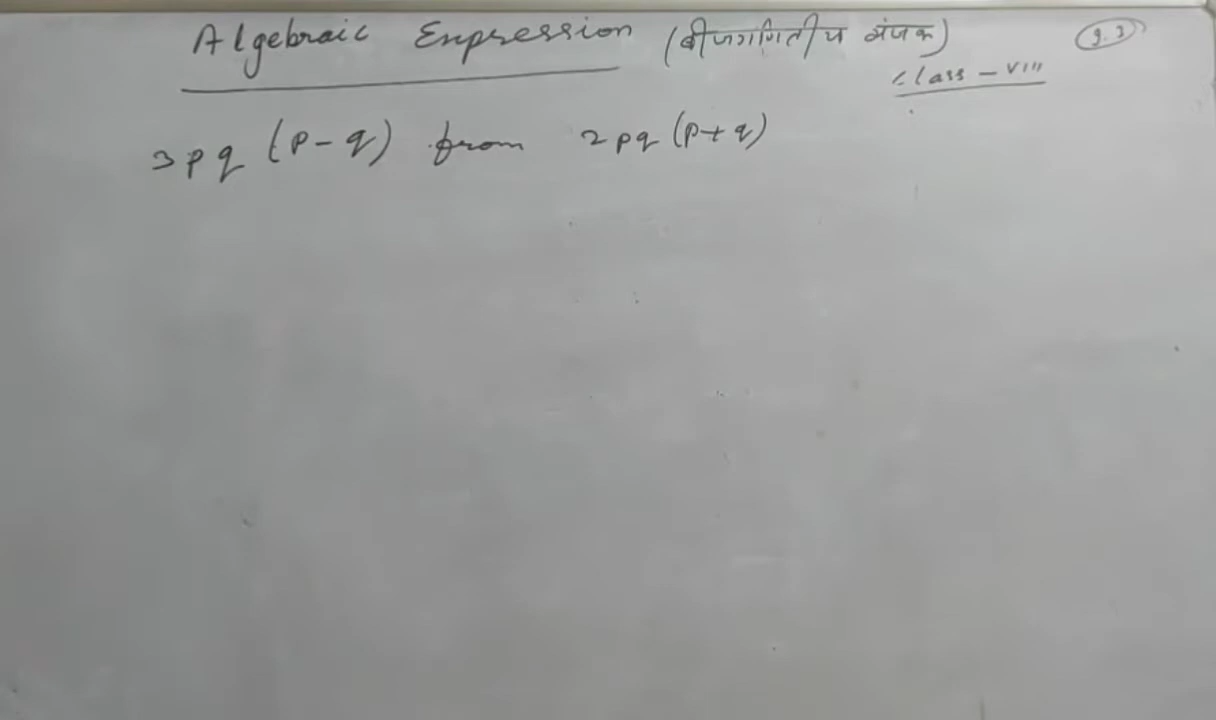 Algebraic Expression (बीजगणितीय व्यंजक) 9.3
Class - VIII
3pq (p-q) from 2pq (p+q)